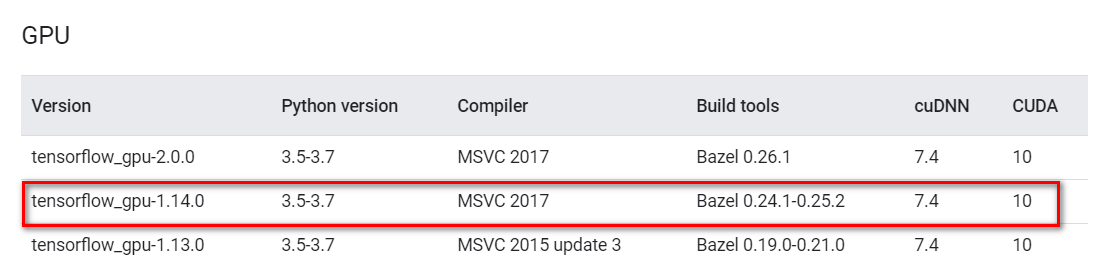 GPU
Version Python version Compiler Build tools cuDNN CUDA
tensorflow_gpu-2.0.0 3.5-3.7 MSVC 2017 Bazel 0.26.1 7.4 10
tensorflow_gpu-1.14.0 3.5-3.7 MSVC 2017 Bazel 0.24.1-0.25.2 7.4 10
tensorflow_gpu-1.13.0 3.5-3.7 MSVC 2015 update 3 Bazel 0.19.0-0.21.0 7.4 10